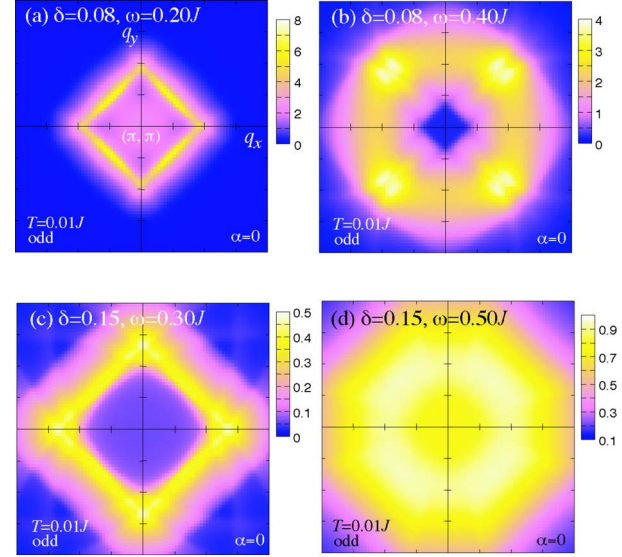 (a) δ=0.08, ω=0.20J
q_y
(π, π)
q_x
T=0.01J
odd
α=0
8
6
4
2
0
(b) δ=0.08, ω=0.40J
T=0.01J
odd
α=0
4
3
2
1
0
(c) δ=0.15, ω=0.30J
T=0.01J
odd
α=0
0.5
0.4
0.3
0.2
0.1
0
(d) δ=0.15, ω=0.50J
T=0.01J
odd
α=0
0.9
0.7
0.5
0.3
0.1